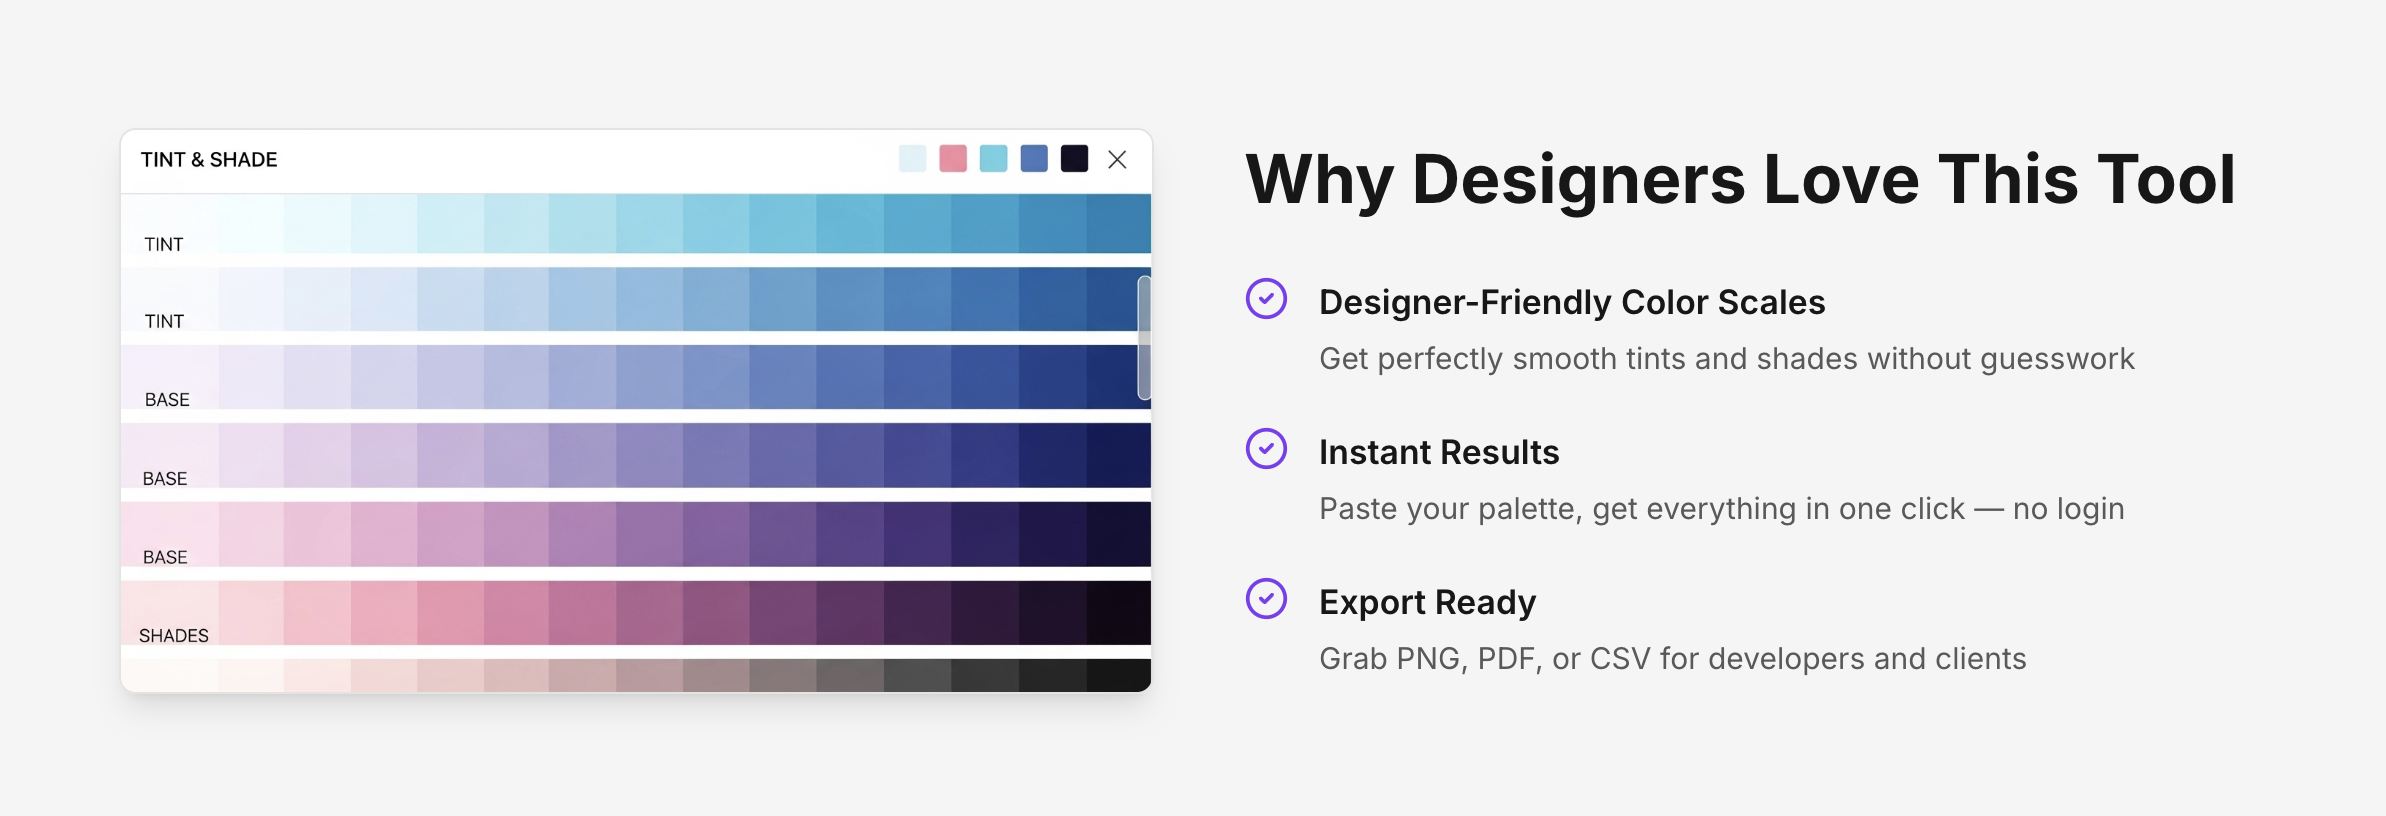 TINT & SHADE
TINT
TINT
BASE
BASE
BASE
SHADES
Why Designers Love This Tool
Designer-Friendly Color Scales
Get perfectly smooth tints and shades without guesswork
Instant Results
Paste your palette, get everything in one click — no login
Export Ready
Grab PNG, PDF, or CSV for developers and clients